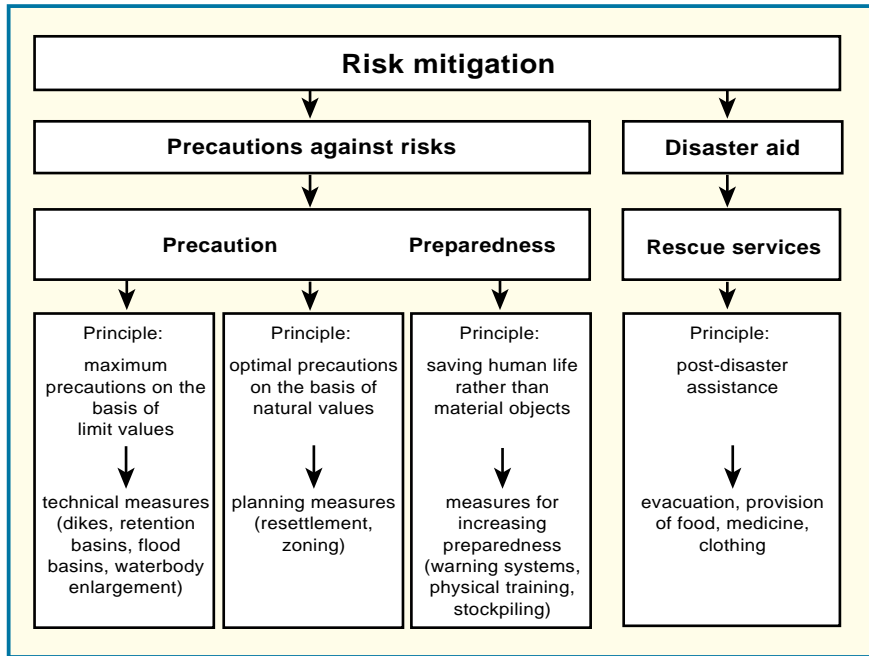 Risk mitigation
Precautions against risks
Disaster aid
Precaution
Preparedness
Rescue services
Principle:
maximum
precautions on the
basis of
limit values
technical measures
(dikes, retention
basins, flood
basins, waterbody
enlargement)
Principle:
optimal precautions
on the basis of
natural values
planning measures
(resettlement,
zoning)
Principle:
saving human life
rather than
material objects
measures for
increasing
preparedness
(warning systems,
physical training,
stockpiling)
Principle:
post-disaster
assistance
evacuation, provision
of food, medicine,
clothing